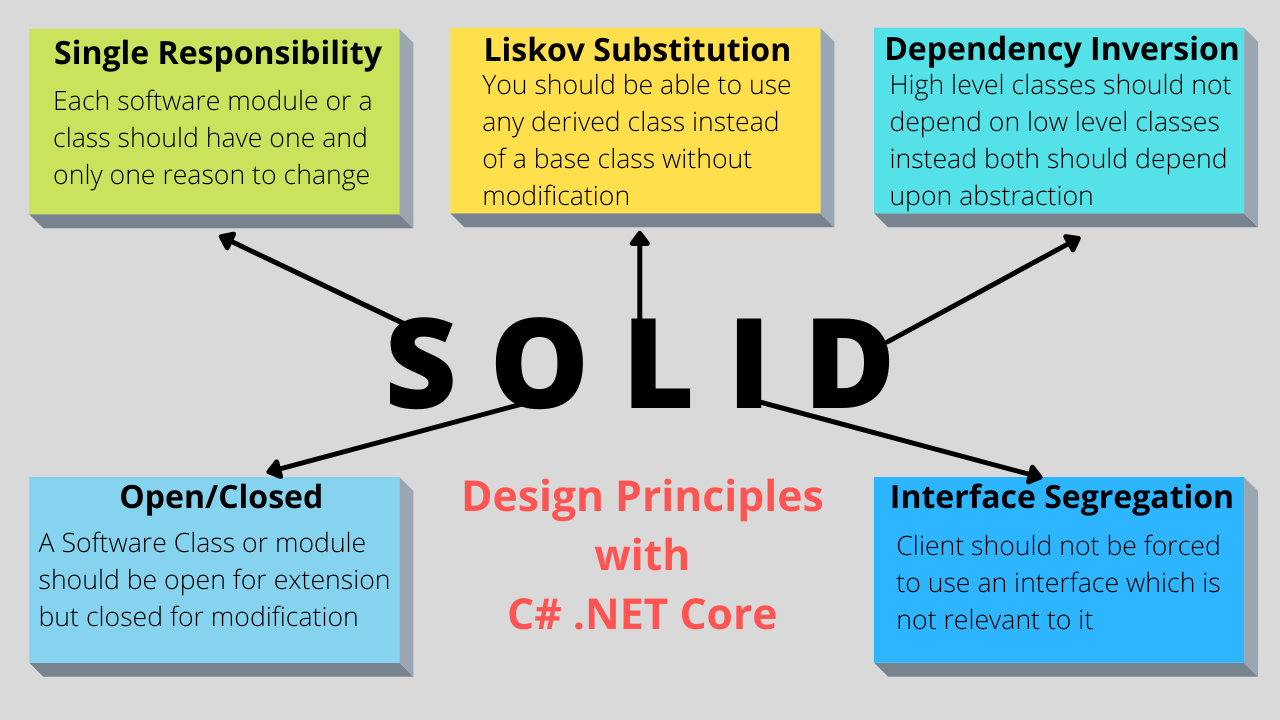 Single Responsibility
Each software module or a
class should have one and
only one reason to change
Liskov Substitution
You should be able to use
any derived class instead
of a base class without
modification
Dependency Inversion
High level classes should not
depend on low level classes
instead both should depend
upon abstraction
S O L I D
Open/Closed
A Software Class or module
should be open for extension
but closed for modification
Design Principles
with
C# .NET Core
Interface Segregation
Client should not be forced
to use an interface which is
not relevant to it